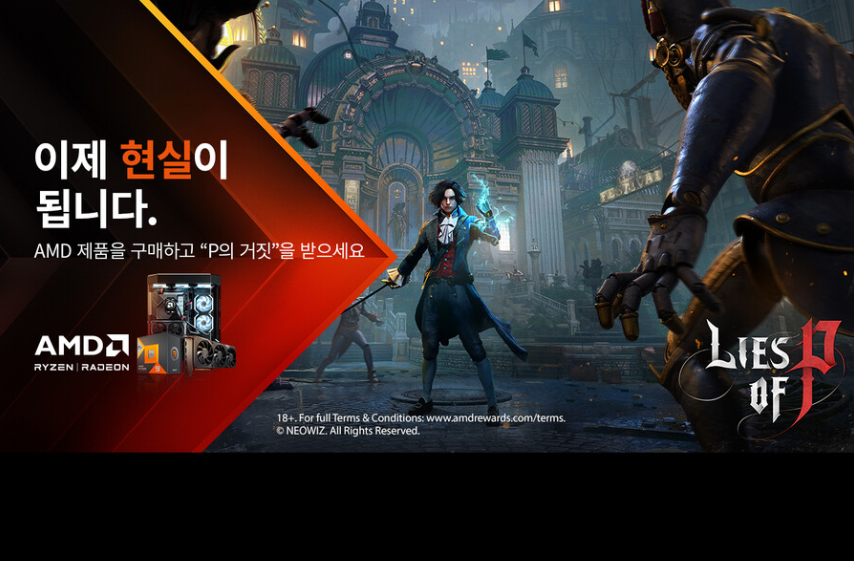 이제 현실이
됩니다.
AMD 제품을 구매하고 “P의 거짓”을 받으세요
AMD
RYZEN | RADEON
LIES
OF P
18+. For full Terms & Conditions: www.amdrewards.com/terms.
© NEOWIZ. All Rights Reserved.